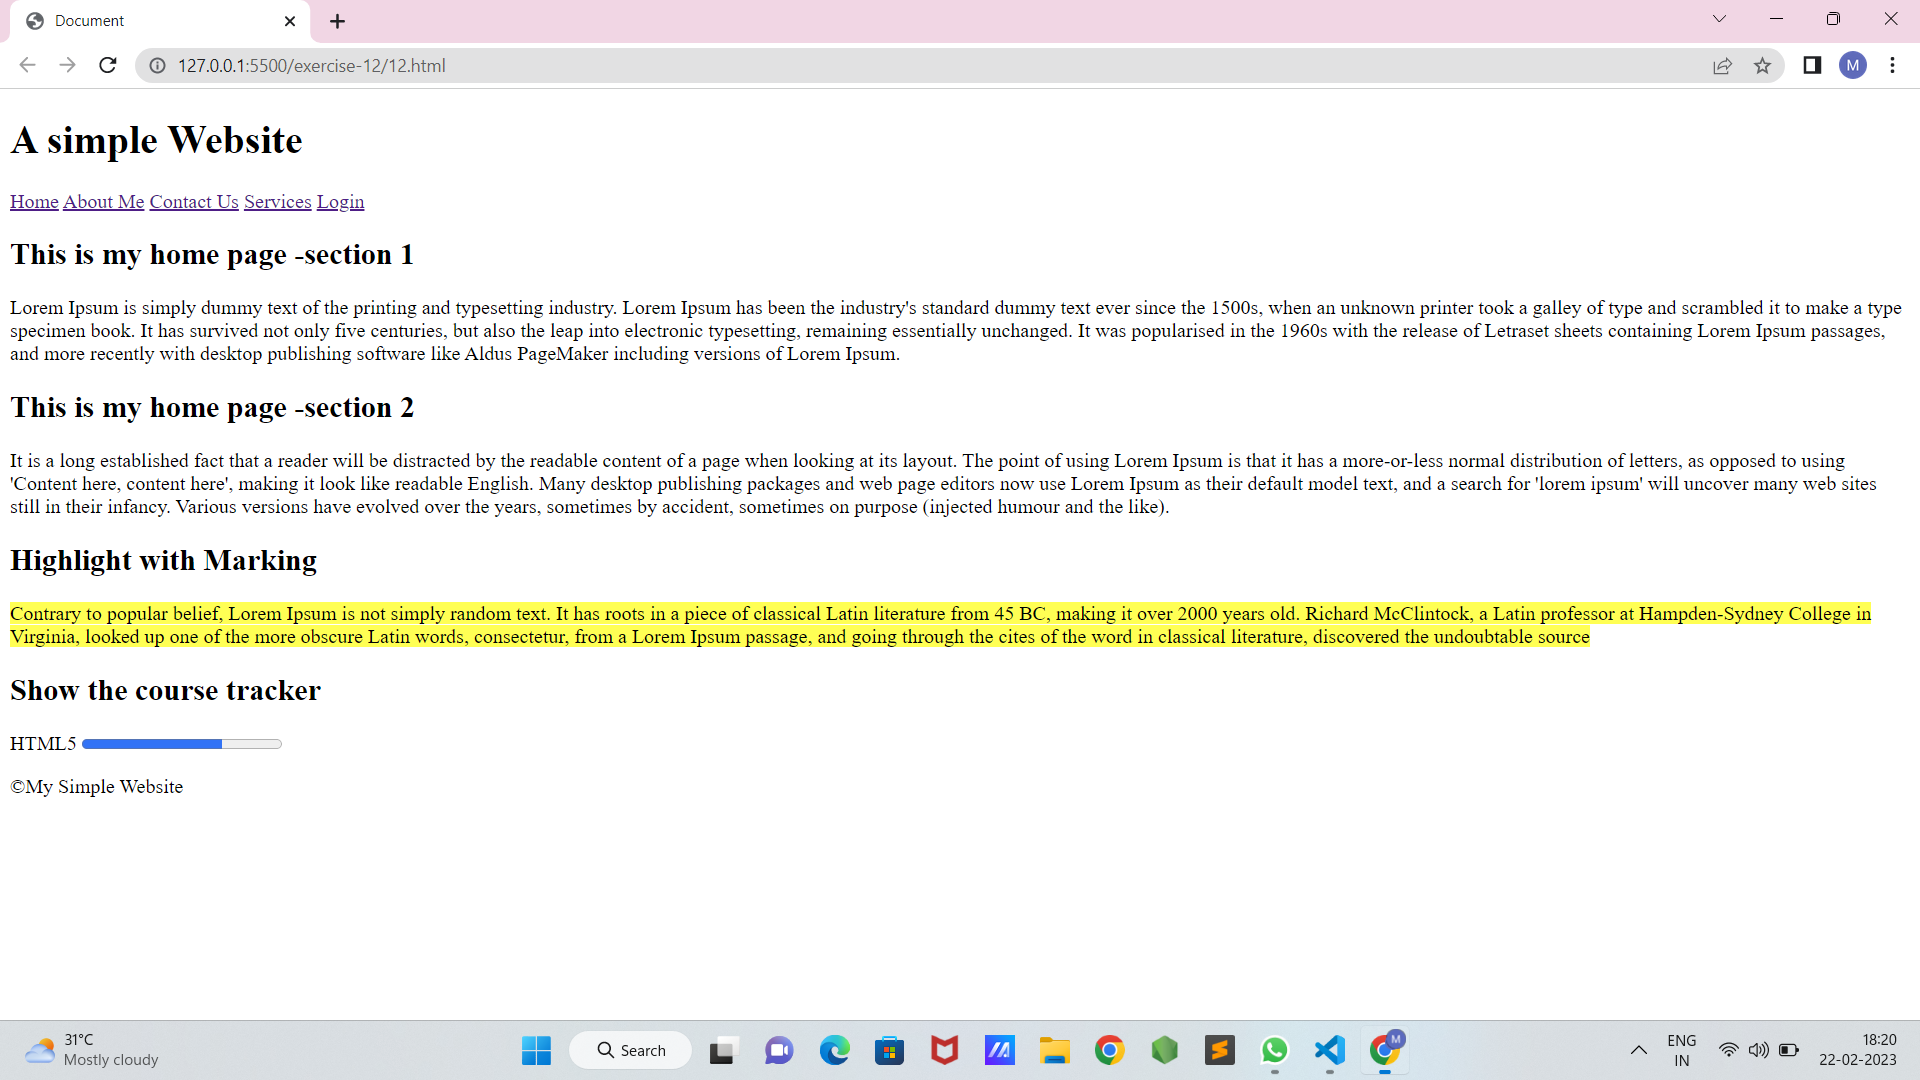 Document
127.0.0.1:5500/exercise-12/12.html
M
A simple Website
Home About Me Contact Us Services Login
This is my home page -section 1
Lorem Ipsum is simply dummy text of the printing and typesetting industry. Lorem Ipsum has been the industry's standard dummy text ever since the 1500s, when an unknown printer took a galley of type and scrambled it to make a type
specimen book. It has survived not only five centuries, but also the leap into electronic typesetting, remaining essentially unchanged. It was popularised in the 1960s with the release of Letraset sheets containing Lorem Ipsum passages,
and more recently with desktop publishing software like Aldus PageMaker including versions of Lorem Ipsum.
This is my home page -section 2
It is a long established fact that a reader will be distracted by the readable content of a page when looking at its layout. The point of using Lorem Ipsum is that it has a more-or-less normal distribution of letters, as opposed to using
'Content here, content here', making it look like readable English. Many desktop publishing packages and web page editors now use Lorem Ipsum as their default model text, and a search for 'lorem ipsum' will uncover many web sites
still in their infancy. Various versions have evolved over the years, sometimes by accident, sometimes on purpose (injected humour and the like).
Highlight with Marking
Contrary to popular belief, Lorem Ipsum is not simply random text. It has roots in a piece of classical Latin literature from 45 BC, making it over 2000 years old. Richard McClintock, a Latin professor at Hampden-Sydney College in
Virginia, looked up one of the more obscure Latin words, consectetur, from a Lorem Ipsum passage, and going through the cites of the word in classical literature, discovered the undoubtable source
Show the course tracker
HTML5
©My Simple Website
31°C
Mostly cloudy
Search
M
ENG
IN
18:20
22-02-2023